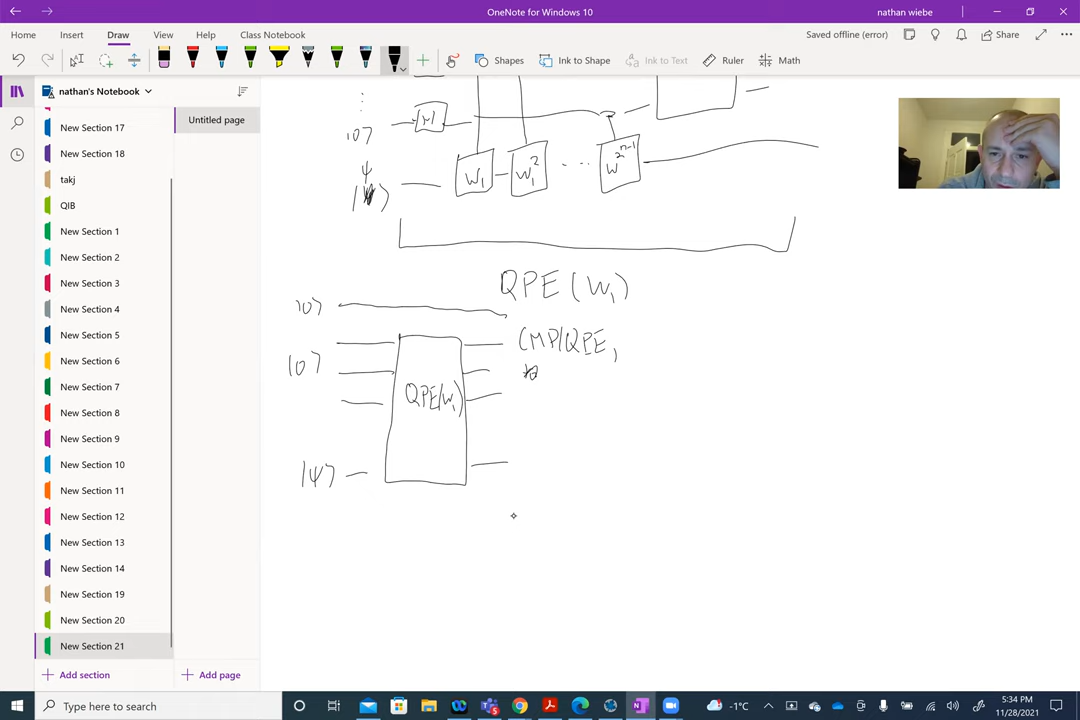 OneNote for Windows 10
nathan wiebe
Home Insert Draw View Help Class Notebook
Saved offline (error)
Share
Shapes
Ink to Shape
Ink to Text
Ruler
Math
nathan's Notebook
Untitled page
New Section 17
New Section 18
takj
QIB
New Section 1
New Section 2
New Section 3
New Section 4
New Section 5
New Section 6
New Section 7
New Section 8
New Section 9
New Section 10
New Section 11
New Section 12
New Section 13
New Section 14
New Section 19
New Section 20
New Section 21
Add section
Add page
⋮
H
|0⟩
W₁ W₁² ... W^2^(n-1)
ψ
QPE(W₁)
|0⟩
CMP(QPE,
|0⟩
QPE(W₁)
|ψ⟩
Type here to search
-1°C
5:34 PM
11/28/2021